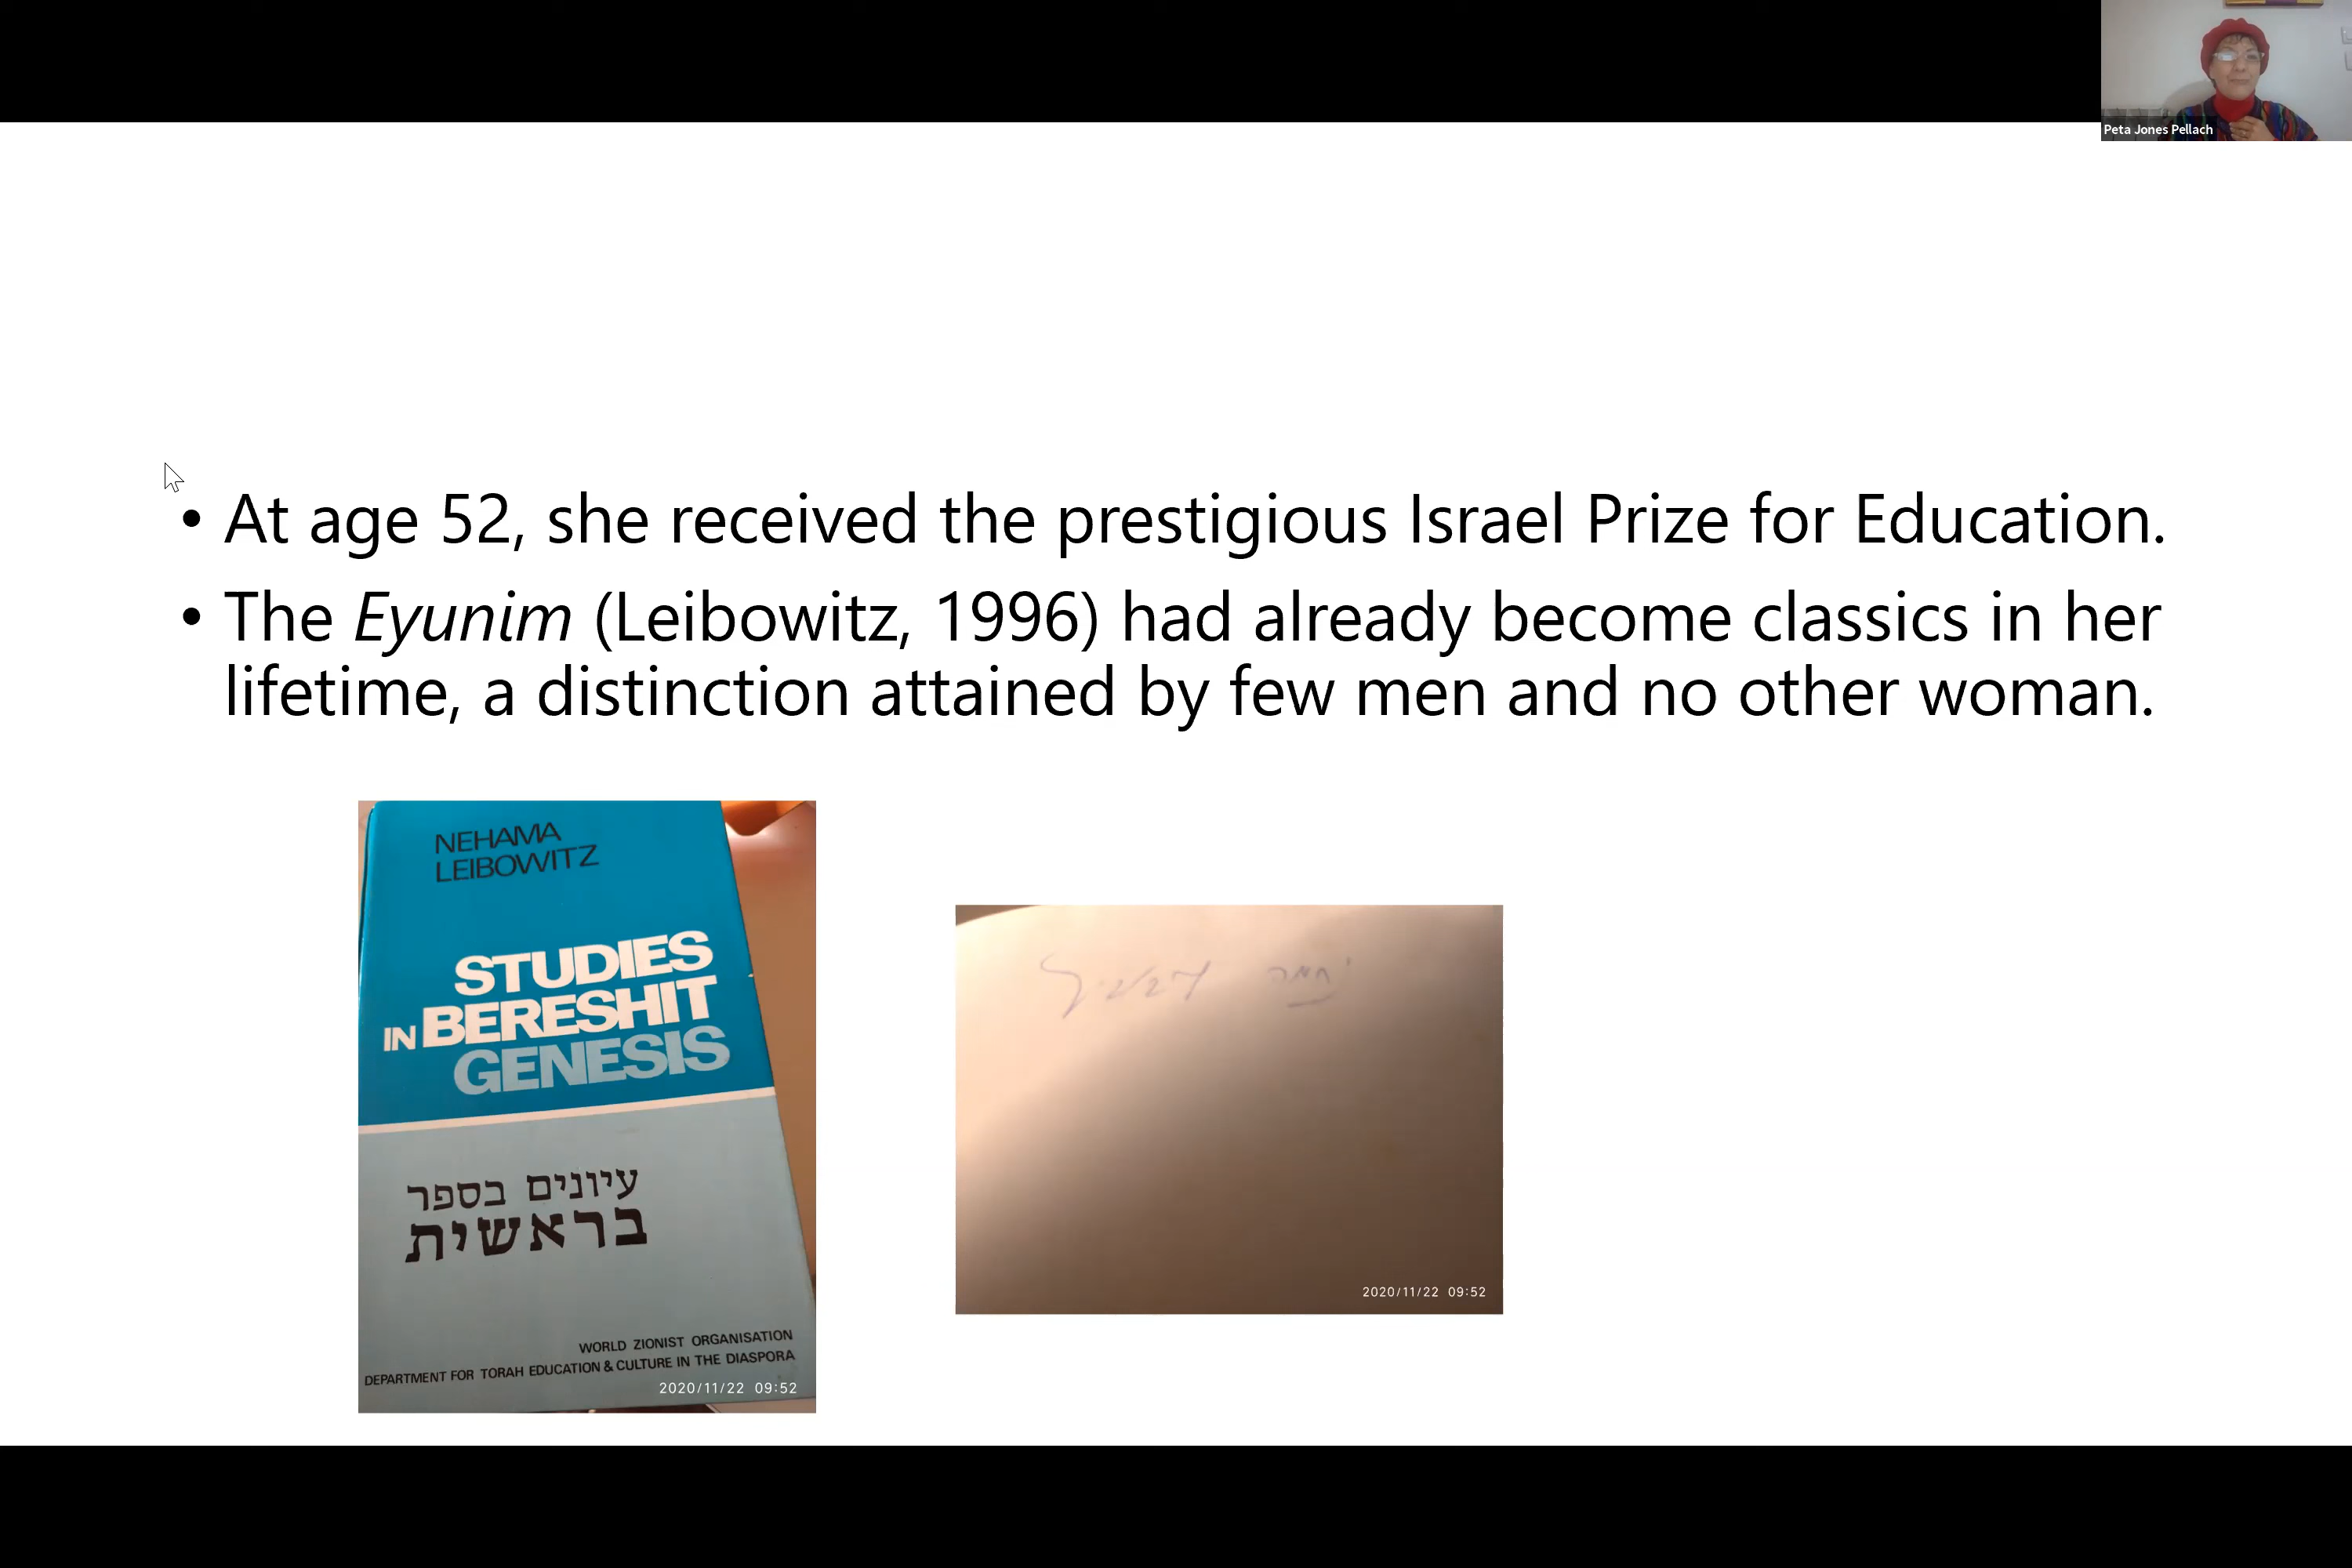 Peta Jones Pellach
• At age 52, she received the prestigious Israel Prize for Education.
• The Eyunim (Leibowitz, 1996) had already become classics in her
lifetime, a distinction attained by few men and no other woman.
NEHAMA
LEIBOWITZ
STUDIES
IN BERESHIT
GENESIS
עיונים בספר
בראשית
WORLD ZIONIST ORGANISATION
DEPARTMENT FOR TORAH EDUCATION & CULTURE IN THE DIASPORA
2020/11/22 09:52
2020/11/22 09:52